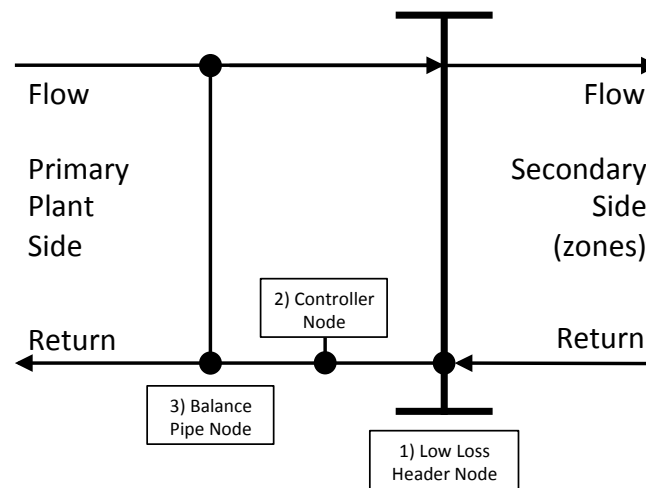 Flow
Flow
Primary
Plant
Side
Secondary
Side
(zones)
2) Controller
Node
Return
Return
3) Balance
Pipe Node
1) Low Loss
Header Node